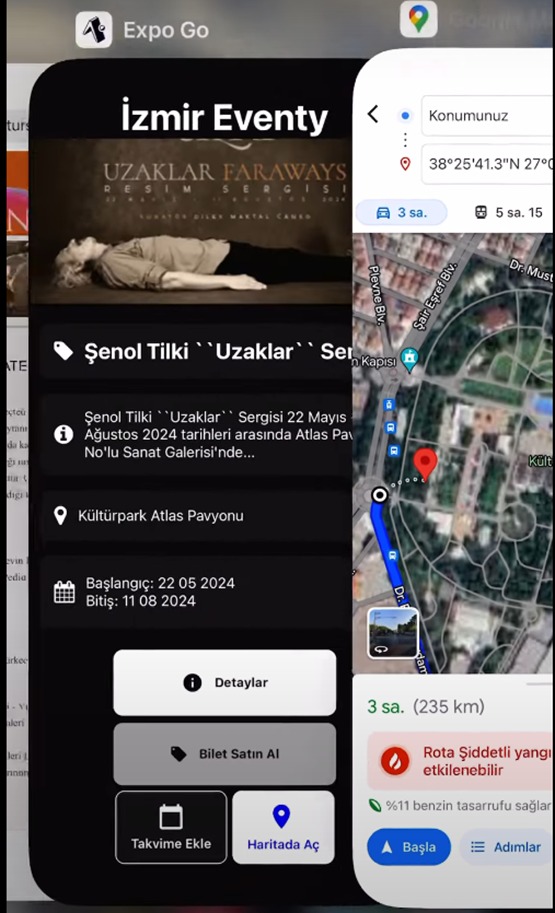 Expo Go
İzmir Eventy
UZAKLAR FARAWAYS
RESİM SERGİSİ
Şenol Tilki ``Uzaklar`` Ser
Şenol Tilki ``Uzaklar`` Sergisi 22 Mayıs
Ağustos 2024 tarihleri arasında Atlas Pav
No'lu Sanat Galerisi'nde...
Kültürpark Atlas Pavyonu
Başlangıç: 22 05 2024
Bitiş: 11 08 2024
Detaylar
Bilet Satın Al
Takvime Ekle
Haritada Aç
Konumunuz
38°25'41.3"N 27°0
3 sa.
5 sa. 15
Plevne Blv.
Şair Eşref Blv.
Dr. Must
n Kapısı
Kült
3 sa. (235 km)
Rota Şiddetli yangı
etkilenebilir
%11 benzin tasarrufu sağlar
Başla
Adımlar